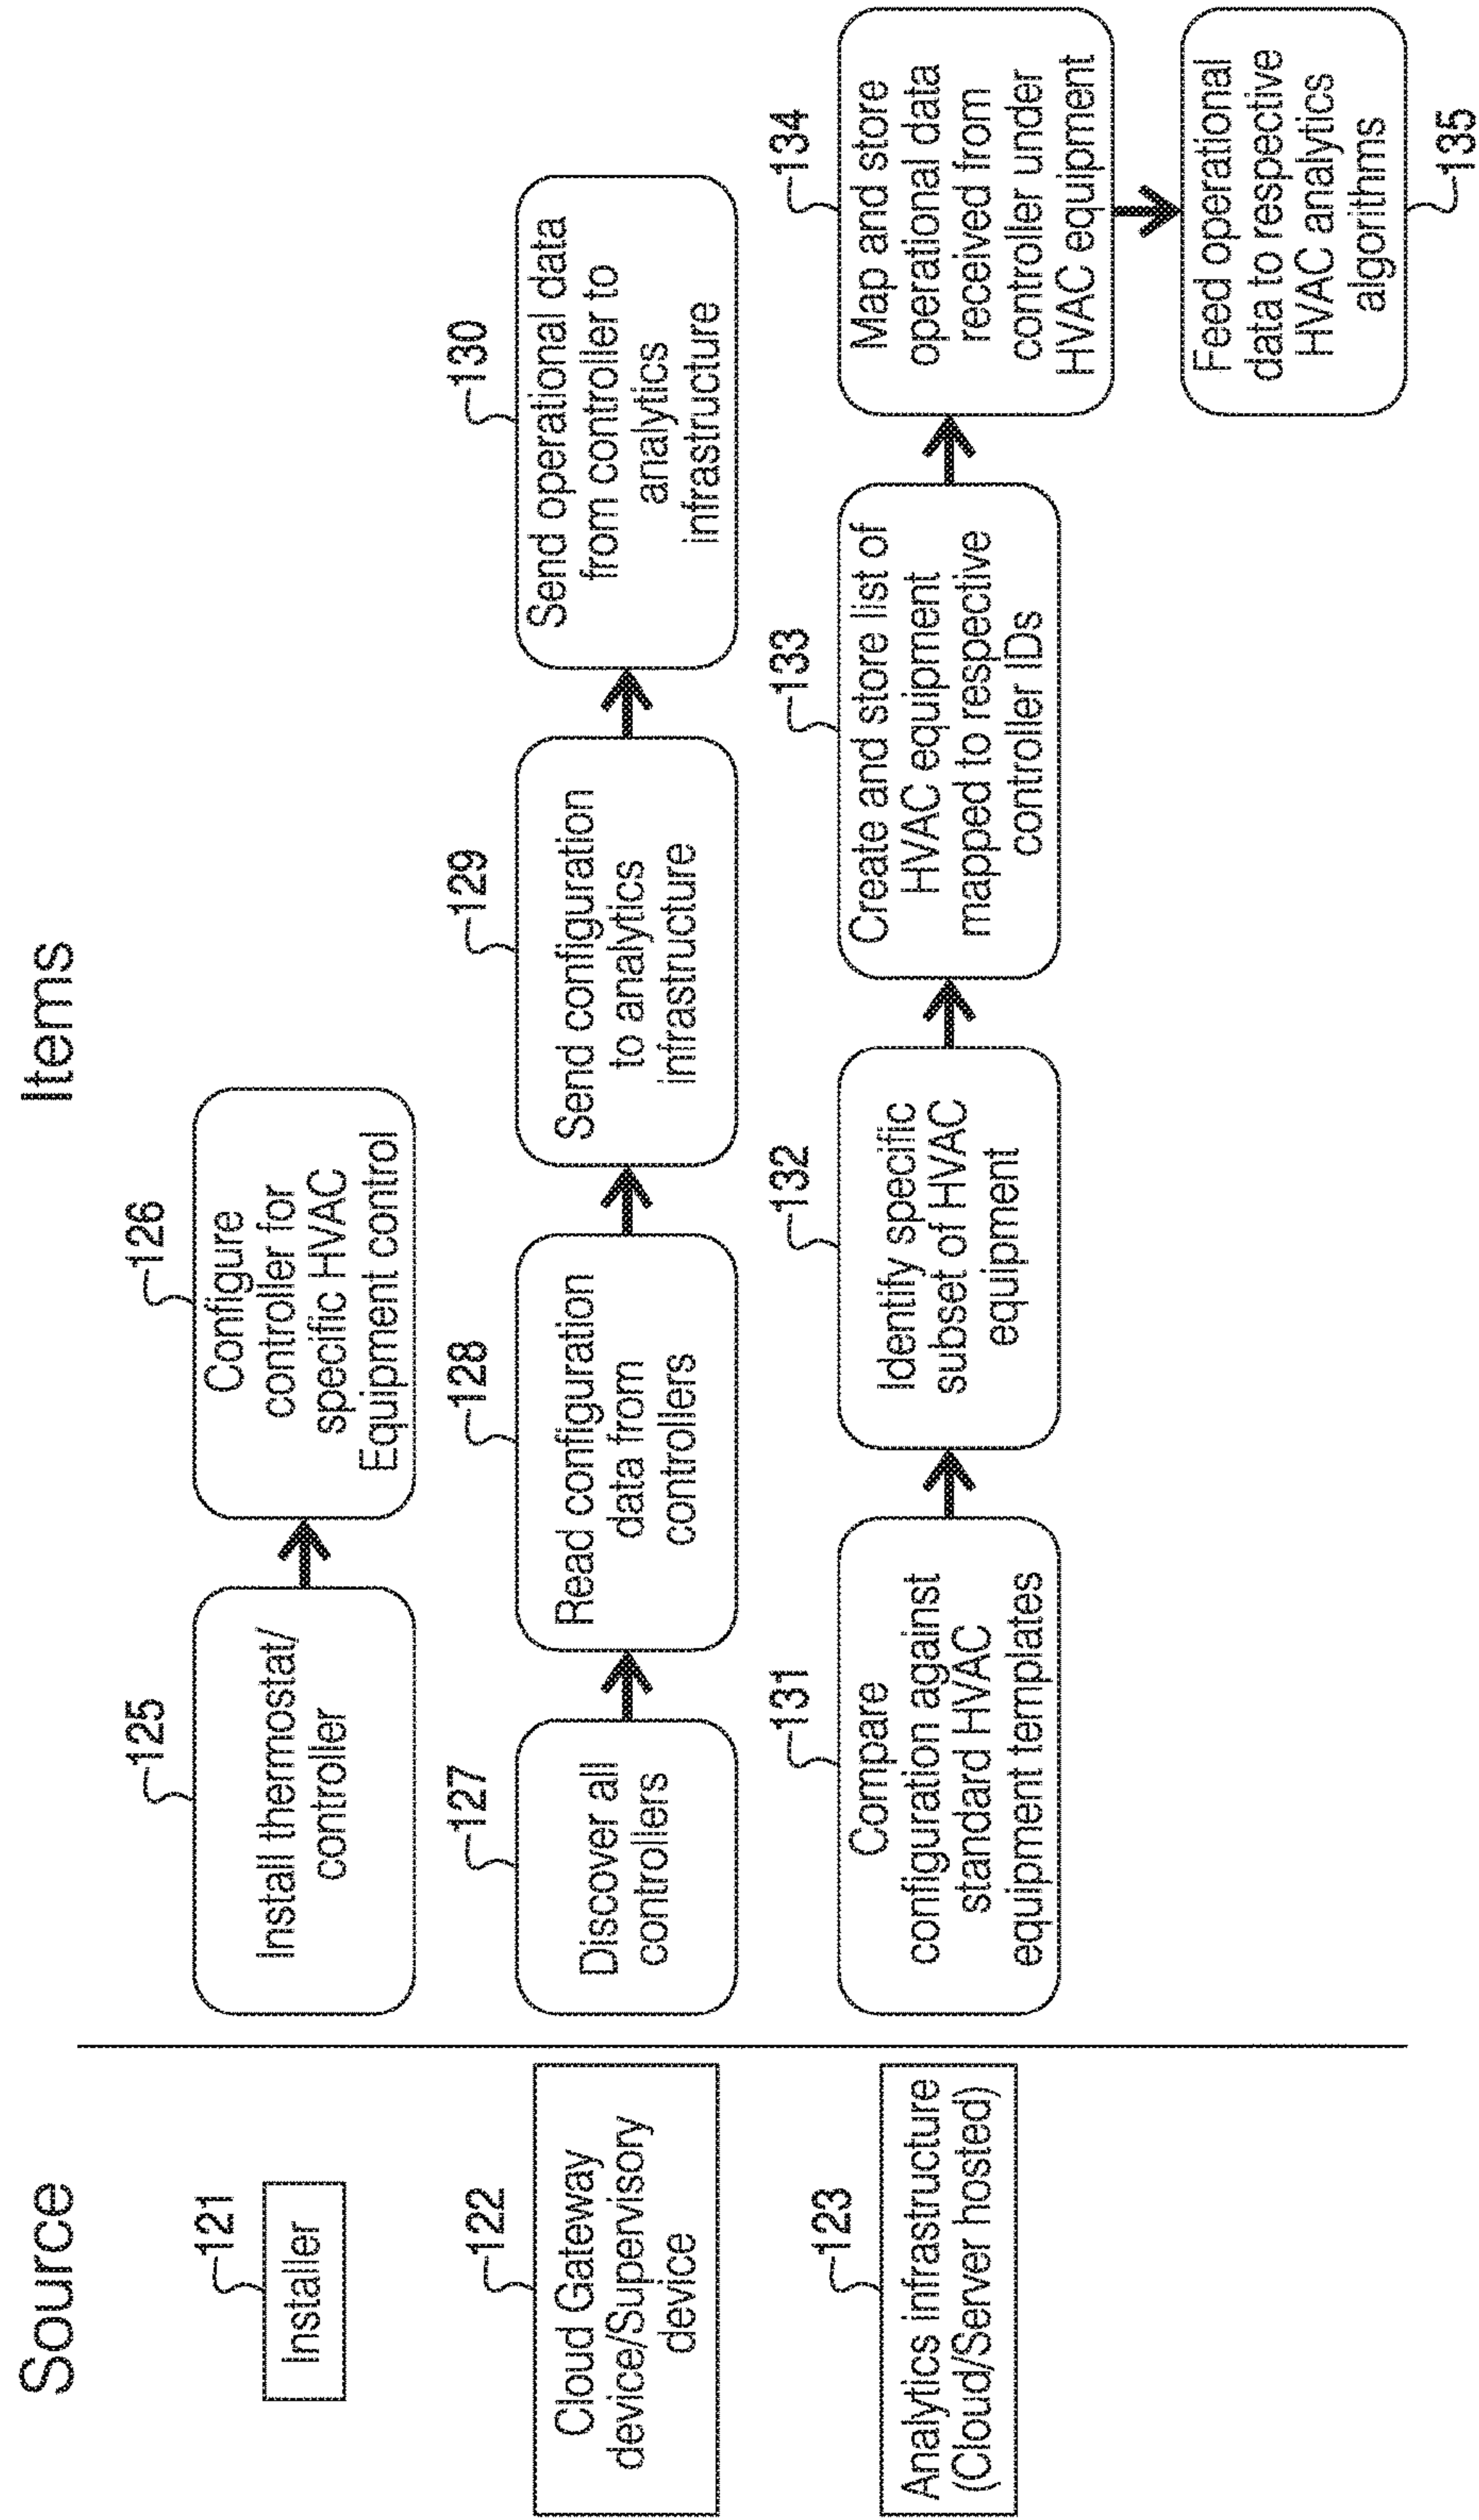 Source
Items
121
Installer
125
Install thermostat/
controller
126
Configure
controller for
specific HVAC
Equipment control
122
Cloud Gateway
device/Supervisory
device
127
Discover all
controllers
128
Read configuration
data from
controllers
129
Send configuration
to analytics
infrastructure
130
Send operational data
from controller to
analytics
infrastructure
123
Analytics infrastructure
(Cloud/Server hosted)
131
Compare
configuration against
standard HVAC
equipment templates
132
Identify specific
subset of HVAC
equipment
133
Create and store list of
HVAC equipment
mapped to respective
controller IDs
134
Map and store
operational data
received from
controller under
HVAC equipment
Feed operational
data to respective
HVAC analytics
algorithms
135